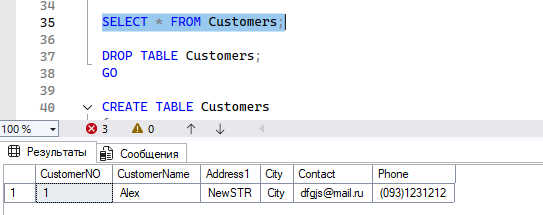 34
35 SELECT * FROM Customers;
36
37 DROP TABLE Customers;
38 GO
39
40 CREATE TABLE Customers
100 % 3 0
Результаты Сообщения
CustomerNO CustomerName Address1 City Contact Phone
1 1 Alex NewSTR City dfgjs@mail.ru (093)1231212